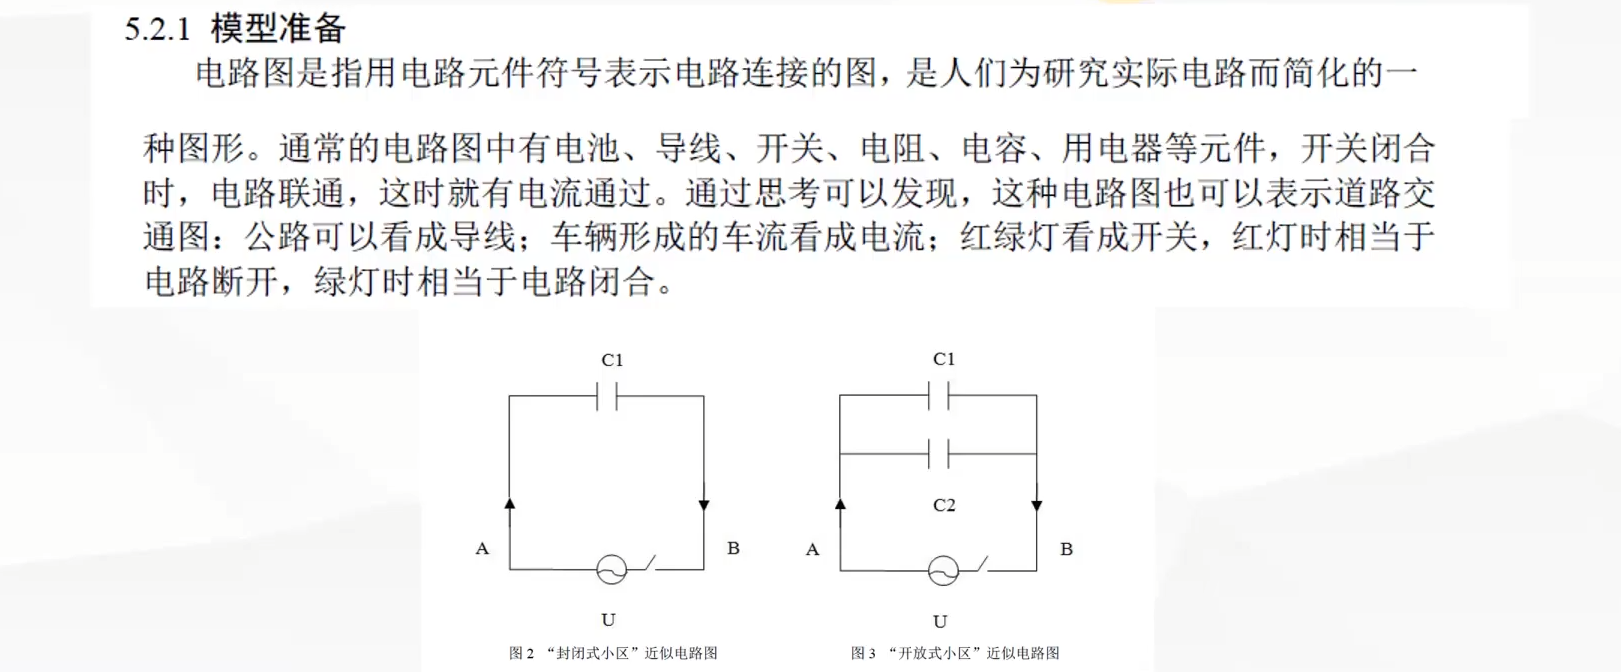 5.2.1 模型准备
电路图是指用电路元件符号表示电路连接的图，是人们为研究实际电路而简化的一
种图形。通常的电路图中有电池、导线、开关、电阻、电容、用电器等元件，开关闭合
时，电路联通，这时就有电流通过。通过思考可以发现，这种电路图也可以表示道路交
通图：公路可以看成导线；车辆形成的车流看成电流；红绿灯看成开关，红灯时相当于
电路断开，绿灯时相当于电路闭合。
C1
A
B
U
图 2 “封闭式小区”近似电路图
C1
C2
A
B
U
图 3 “开放式小区”近似电路图